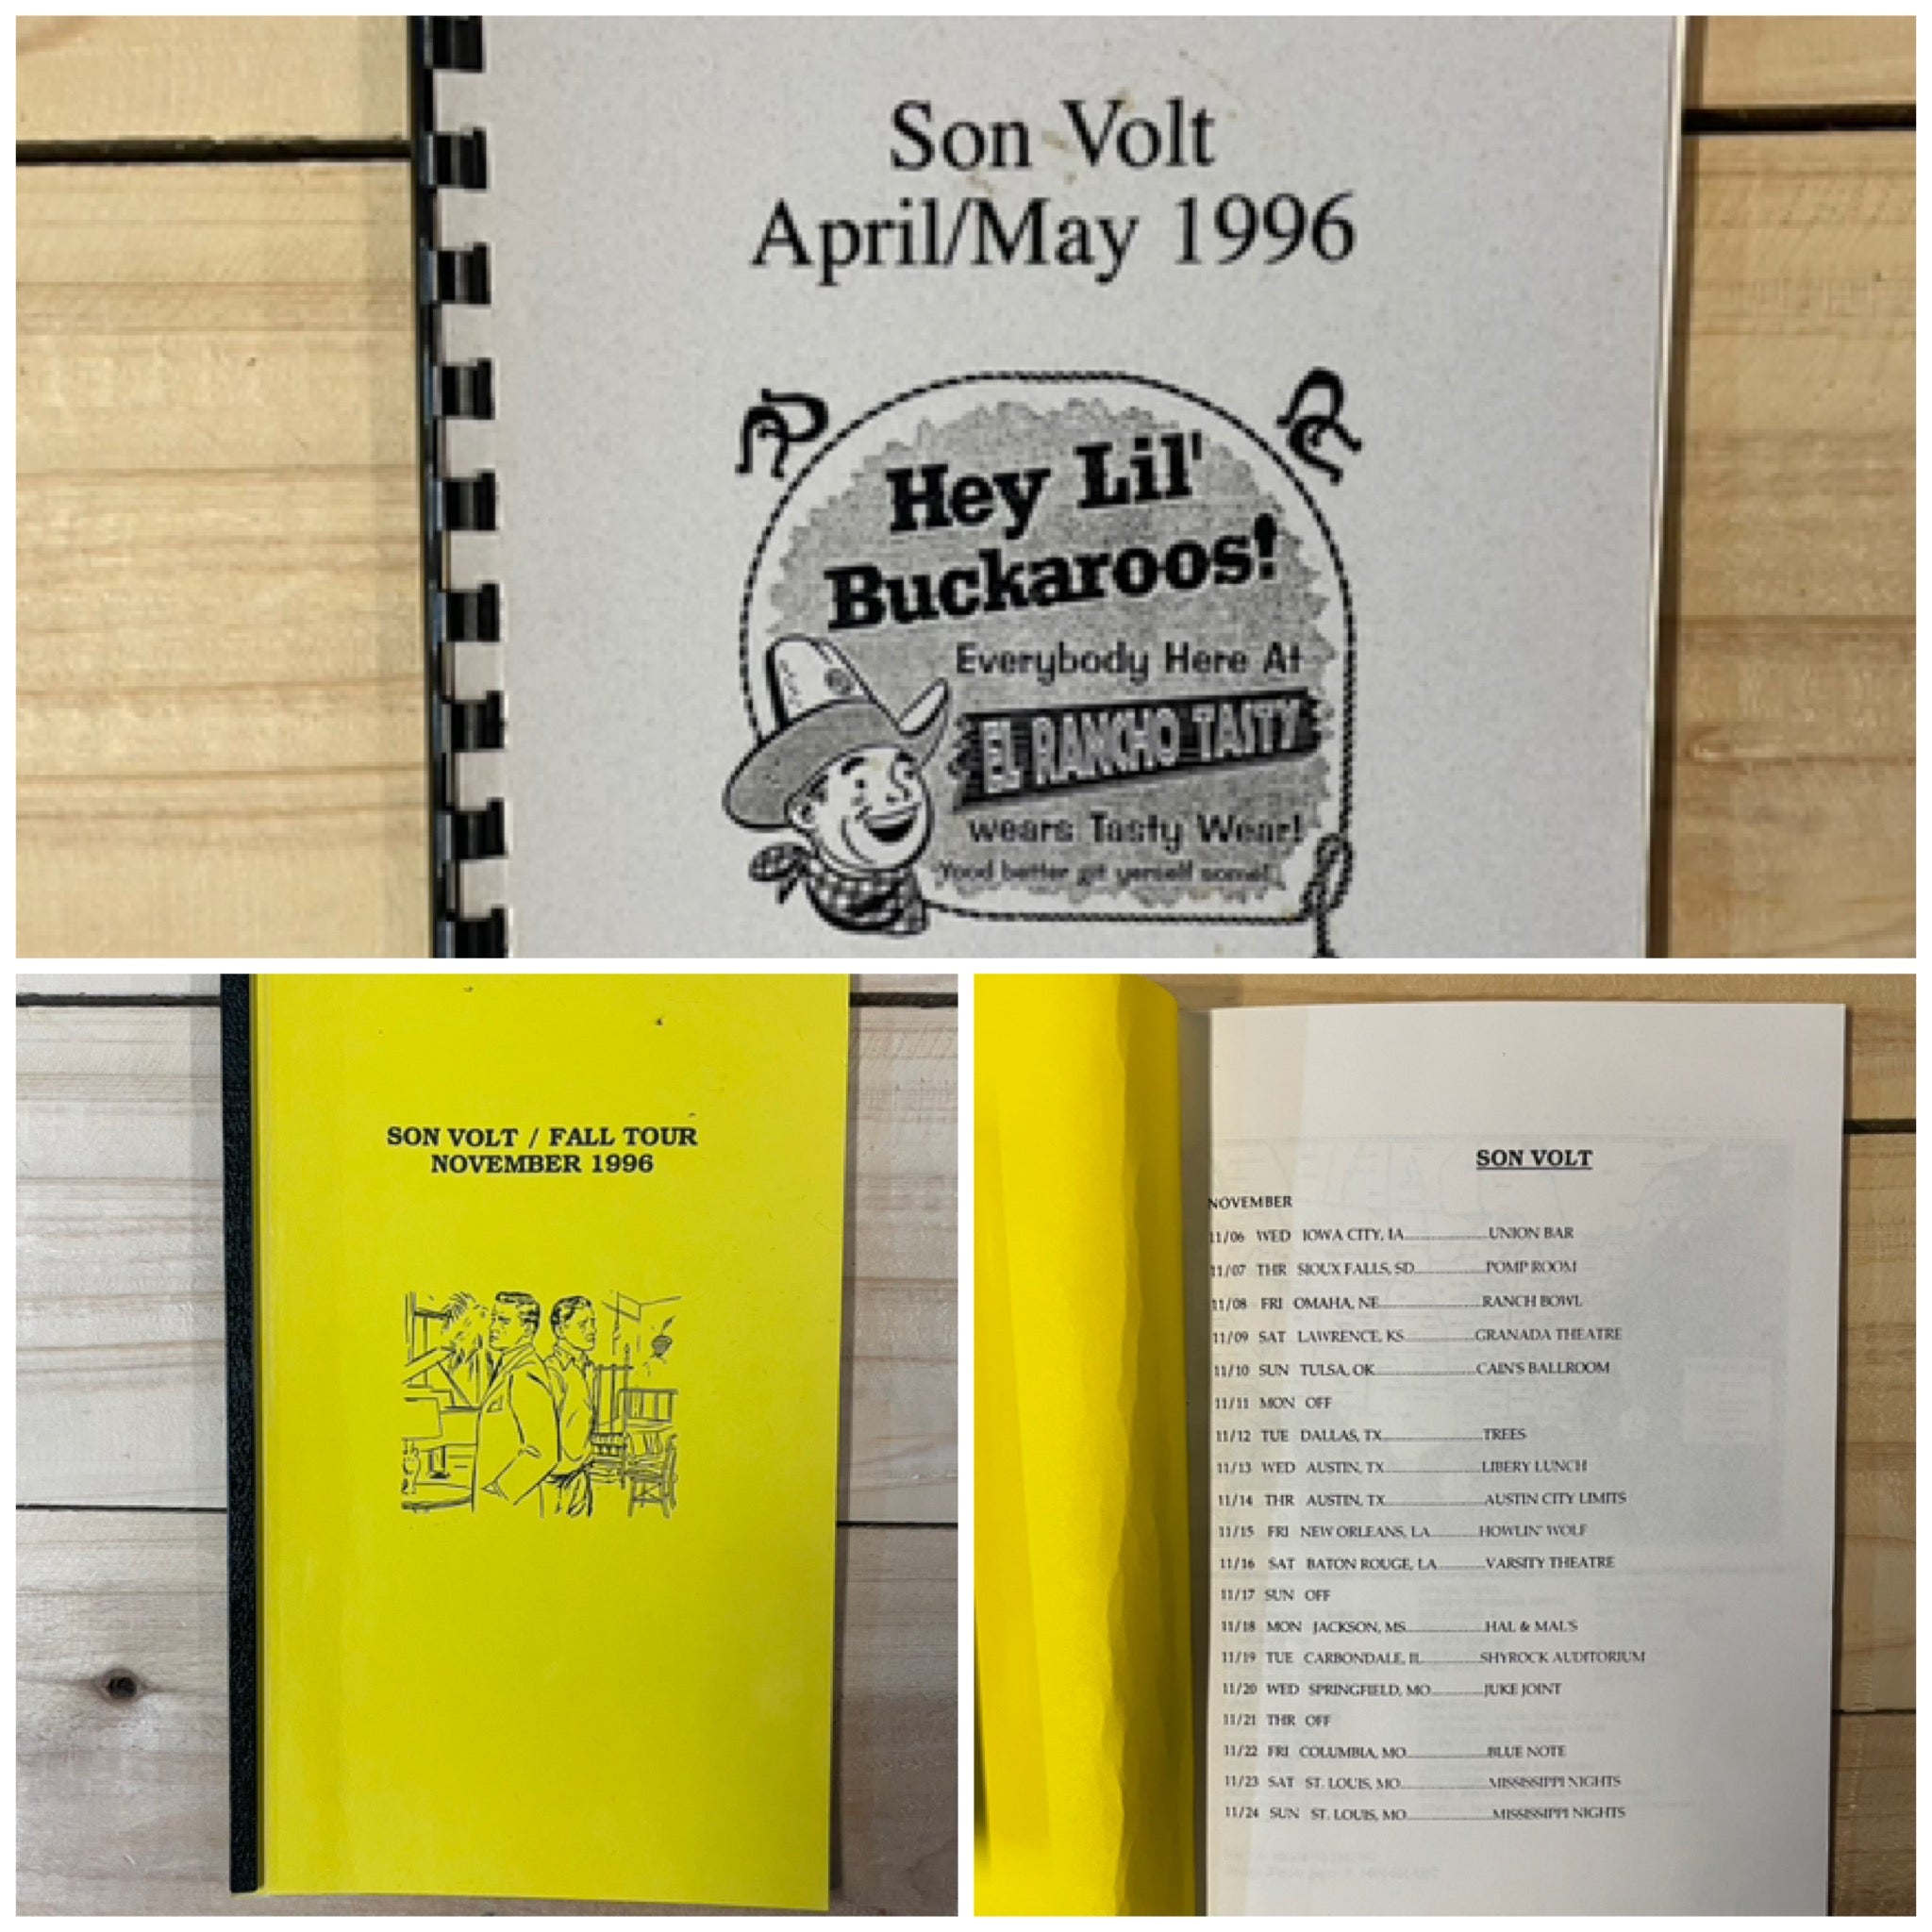 Son Volt
April/May 1996
Hey Lil'
Buckaroos!
Everybody Here At
EL RANCHO TASTY
wears Tasty Wear!
Yood better git yerself some!
SON VOLT / FALL TOUR
NOVEMBER 1996
SON VOLT
NOVEMBER
11/06 WED IOWA CITY, IA....................UNION BAR
11/07 THR SIOUX FALLS, SD..................POMP ROOM
11/08 FRI OMAHA, NE.........................RANCH BOWL
11/09 SAT LAWRENCE, KS.................GRANADA THEATRE
11/10 SUN TULSA, OK.........................CAIN'S BALLROOM
11/11 MON OFF
11/12 TUE DALLAS, TX.........................TREES
11/13 WED AUSTIN, TX........................LIBERY LUNCH
11/14 THR AUSTIN, TX.........................AUSTIN CITY LIMITS
11/15 FRI NEW ORLEANS, LA............HOWLIN' WOLF
11/16 SAT BATON ROUGE, LA............VARSITY THEATRE
11/17 SUN OFF
11/18 MON JACKSON, MS...................HAL & MAL'S
11/19 TUE CARBONDALE, IL..............SHYROCK AUDITORIUM
11/20 WED SPRINGFIELD, MO.............JUKE JOINT
11/21 THR OFF
11/22 FRI COLUMBIA, MO....................BLUE NOTE
11/23 SAT ST. LOUIS, MO.....................MISSISSIPPI NIGHTS
11/24 SUN ST. LOUIS, MO.....................MISSISSIPPI NIGHTS